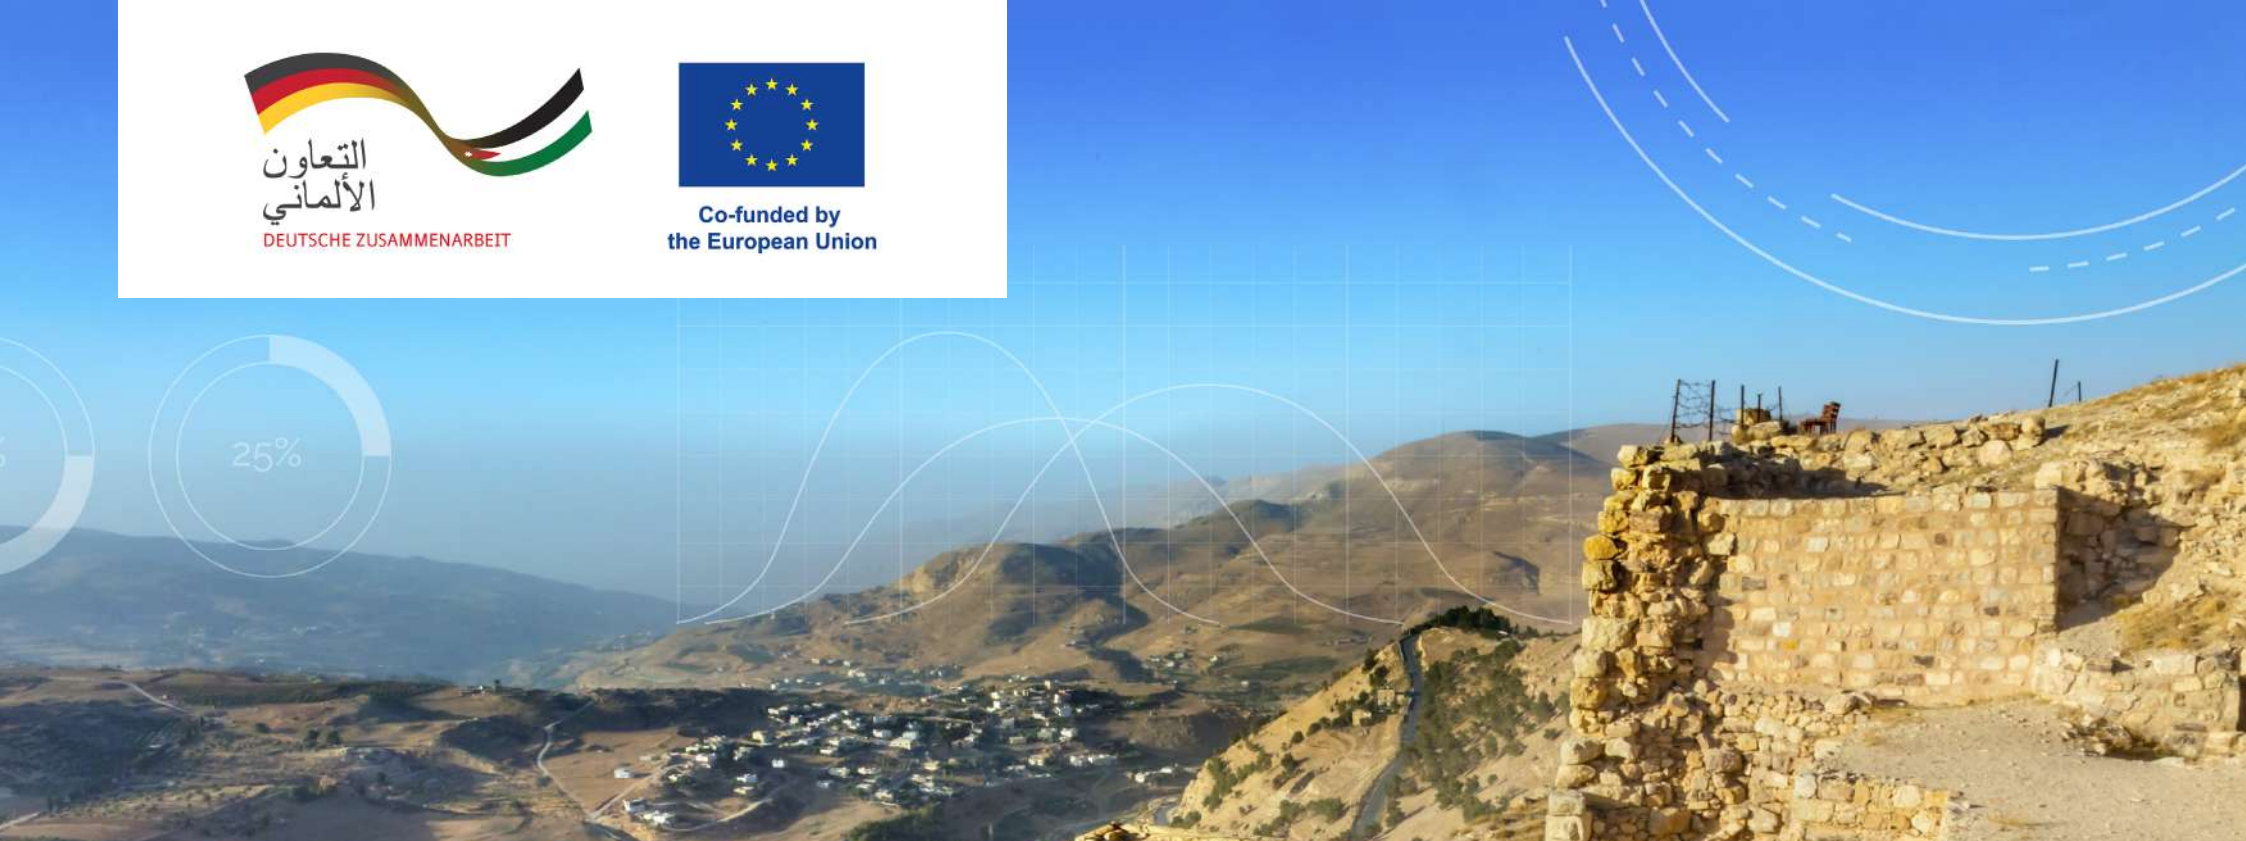 التعاون
الألماني
DEUTSCHE ZUSAMMENARBEIT
Co-funded by
the European Union
25%